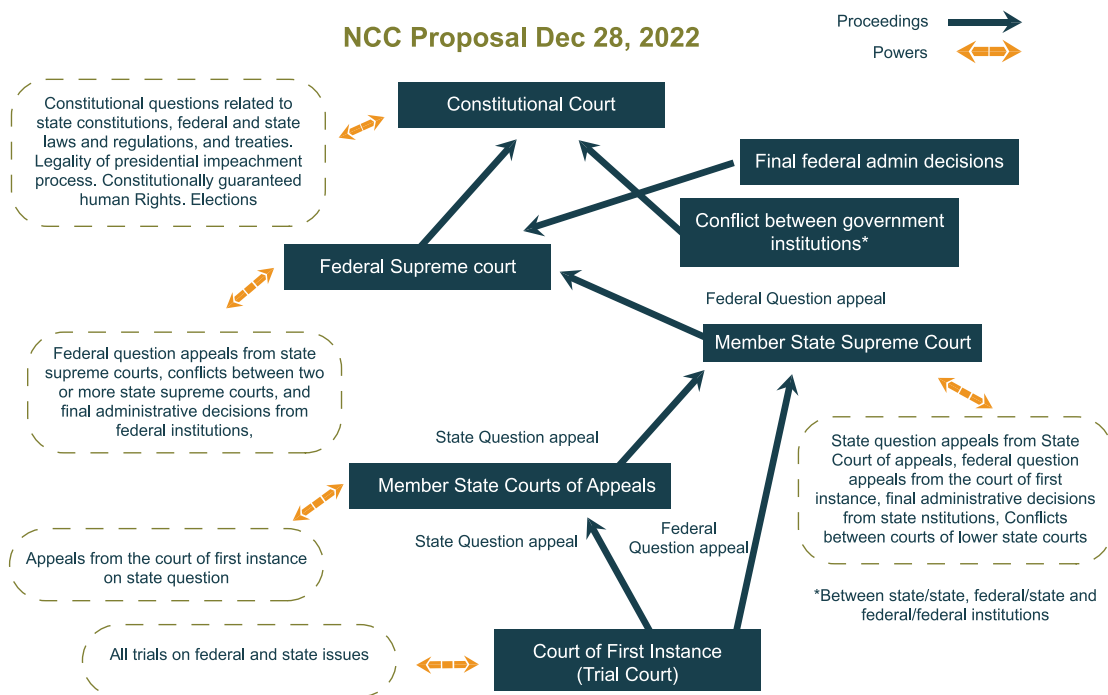 NCC Proposal Dec 28, 2022
Proceedings
Powers
Constitutional questions related to
state constitutions, federal and state
laws and regulations, and treaties.
Legality of presidential impeachment
process. Constitutionally guaranteed
human Rights. Elections
Constitutional Court
Final federal admin decisions
Conflict between government
institutions*
Federal Supreme court
Federal Question appeal
Federal question appeals from state
supreme courts, conflicts between two
or more state supreme courts, and
final administrative decisions from
federal institutions,
Member State Supreme Court
State Question appeal
State question appeals from State
Court of appeals, federal question
appeals from the court of first
instance, final administrative decisions
from state nstitutions, Conflicts
between courts of lower state courts
Member State Courts of Appeals
State Question appeal
Federal
Question appeal
Appeals from the court of first instance
on state question
*Between state/state, federal/state and
federal/federal institutions
All trials on federal and state issues
Court of First Instance
(Trial Court)